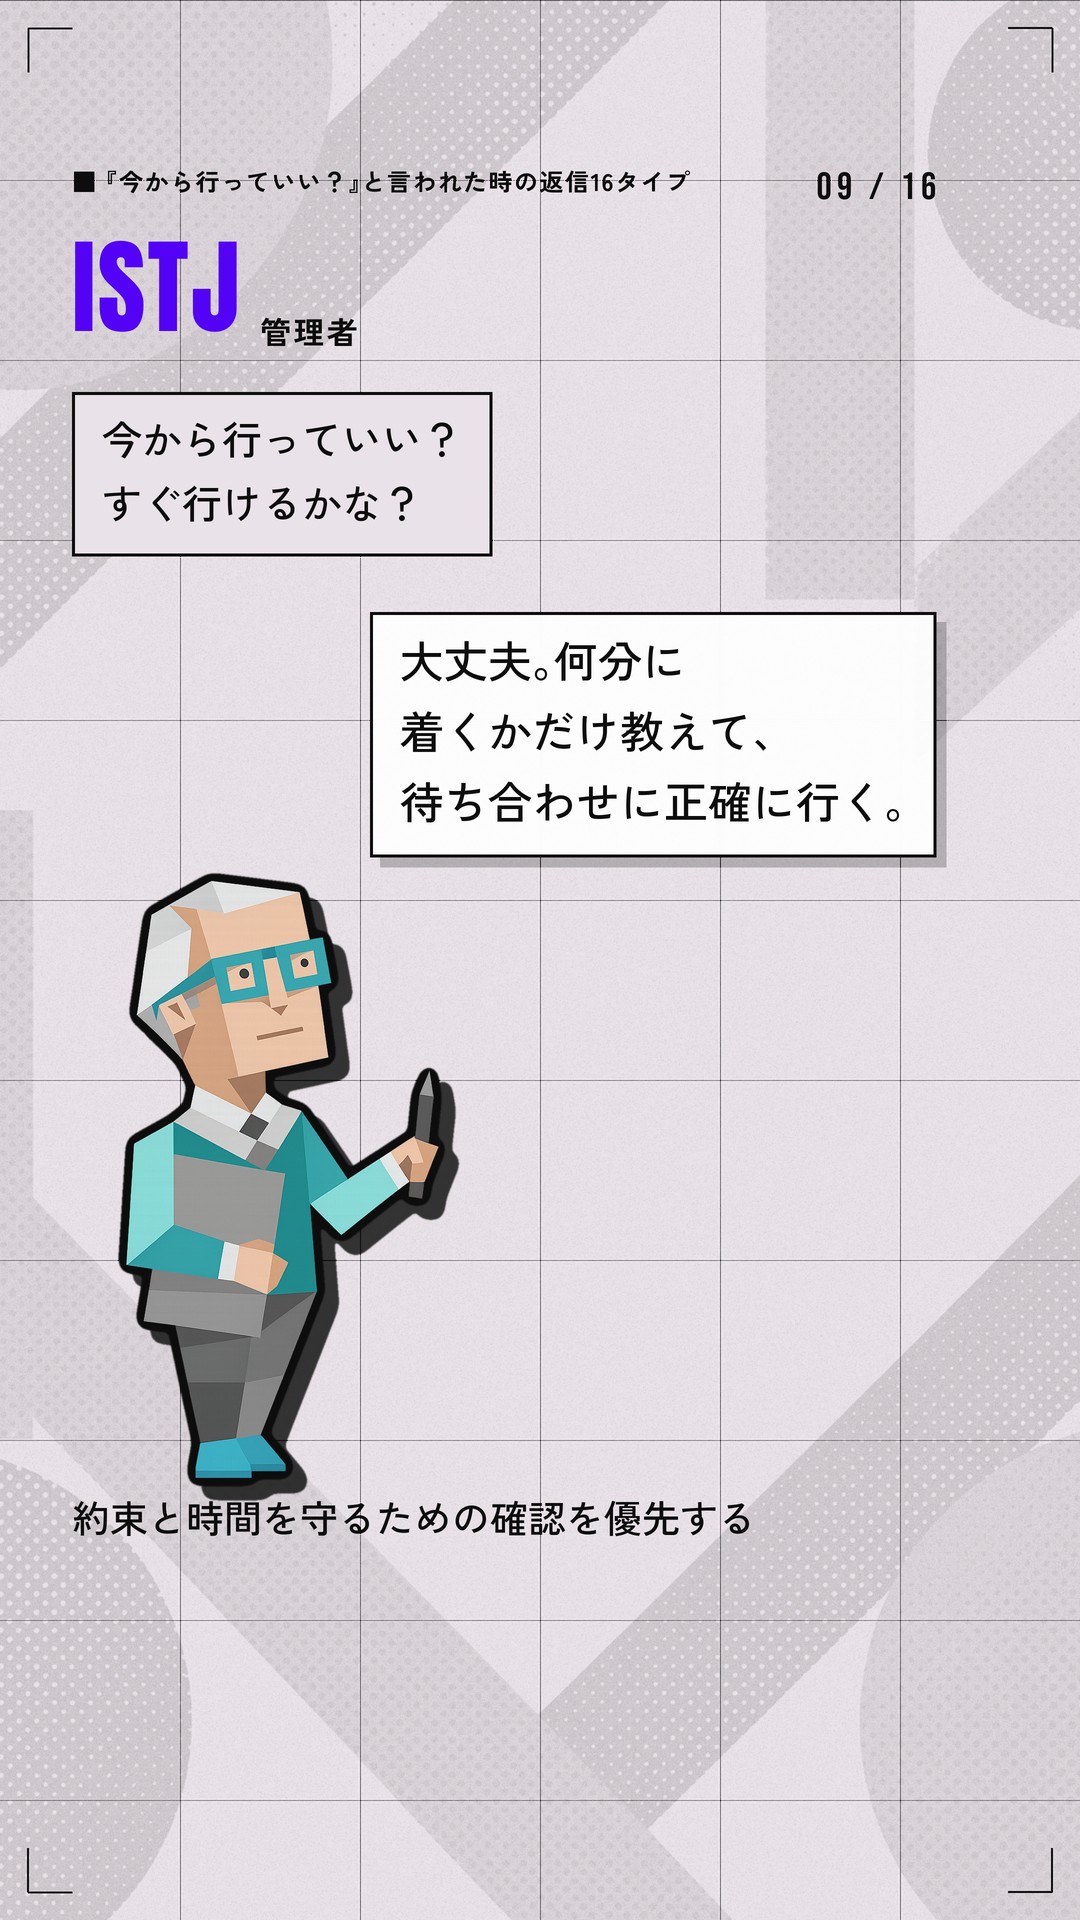 ■『今から行っていい？』と言われた時の返信16タイプ
09 / 16
ISTJ 管理者
今から行っていい？
すぐ行けるかな？
大丈夫。何分に
着くかだけ教えて、
待ち合わせに正確に行く。
約束と時間を守るための確認を優先する